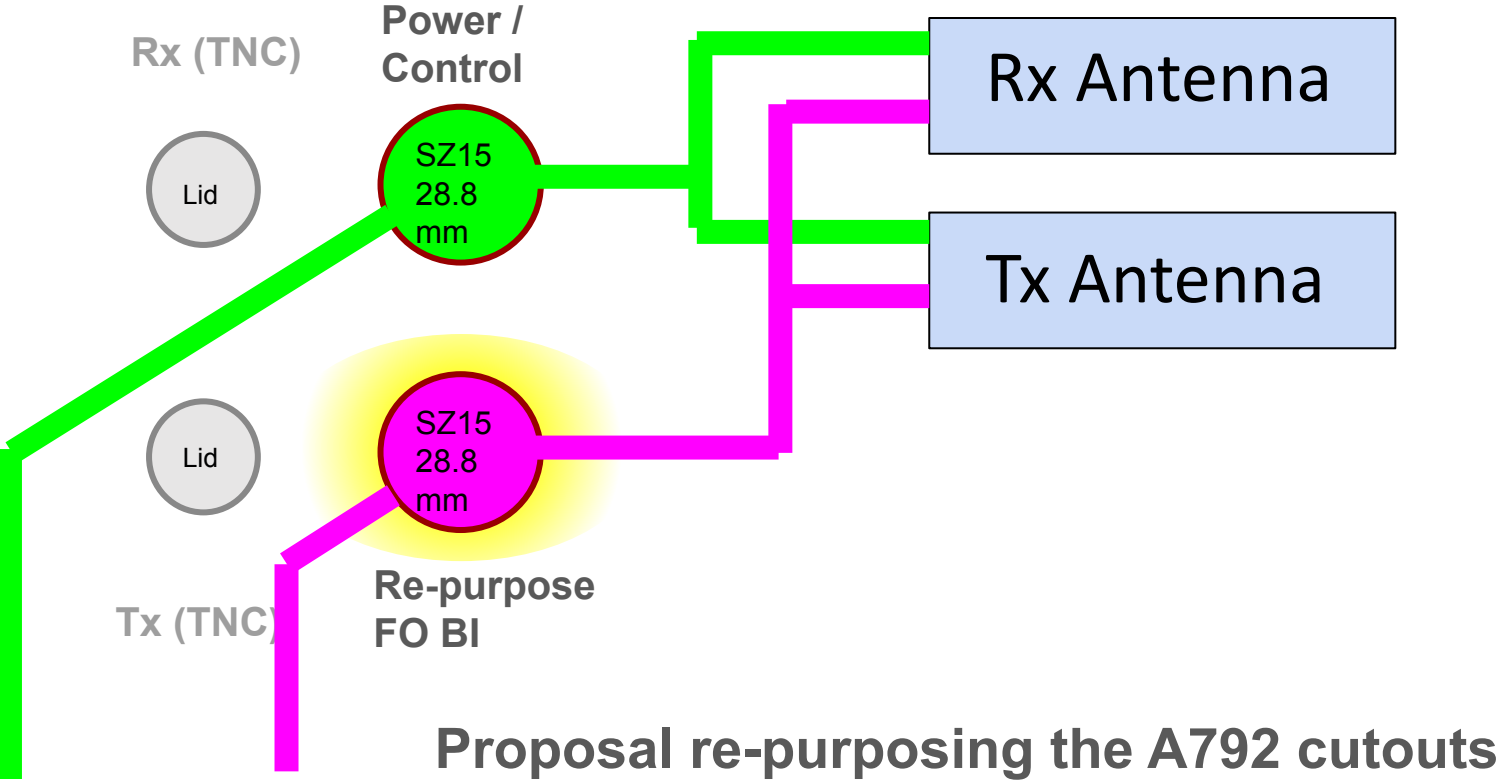 Power /
Control
Rx (TNC)
Rx Antenna
SZ15
28.8
mm
Lid
Tx Antenna
SZ15
28.8
mm
Lid
Re-purpose
FO BI
Tx (TNC)
Proposal re-purposing the A792 cutouts